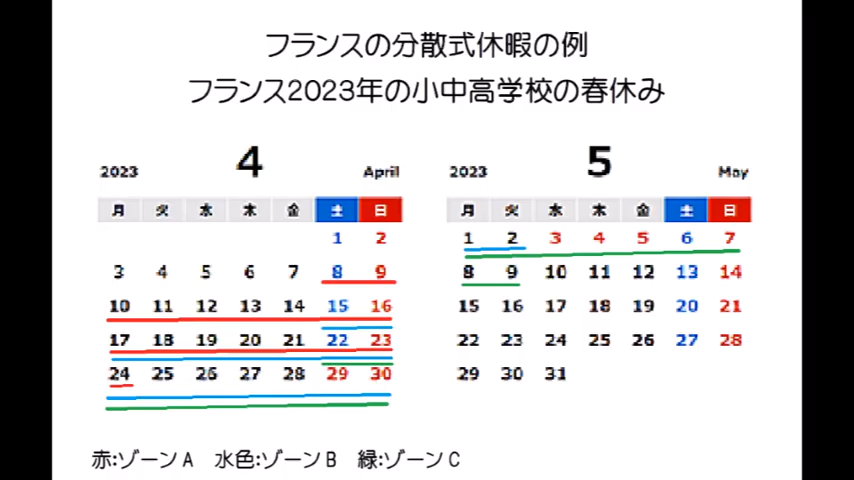 フランスの分散式休暇の例
フランス2023年の小中高学校の春休み
2023 4 April
月 火 水 木 金 土 日
1 2
3 4 5 6 7 8 9
10 11 12 13 14 15 16
17 18 19 20 21 22 23
24 25 26 27 28 29 30
2023 5 May
月 火 水 木 金 土 日
1 2 3 4 5 6 7
8 9 10 11 12 13 14
15 16 17 18 19 20 21
22 23 24 25 26 27 28
29 30 31
赤:ゾーンA 水色:ゾーンB 緑:ゾーンC